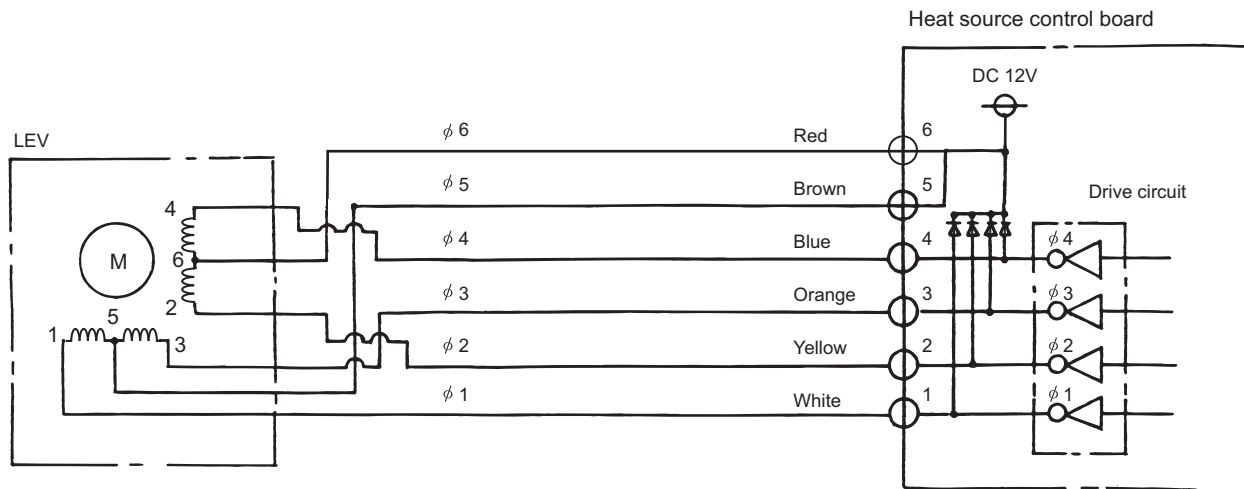 Heat source control board
DC 12V
LEV
φ 6 Red 6
φ 5 Brown 5
Drive circuit
4
φ 4 Blue 4 φ 4
M 6
φ 3 Orange 3 φ 3
2
5
1 3
φ 2 Yellow 2 φ 2
φ 1 White 1 φ 1